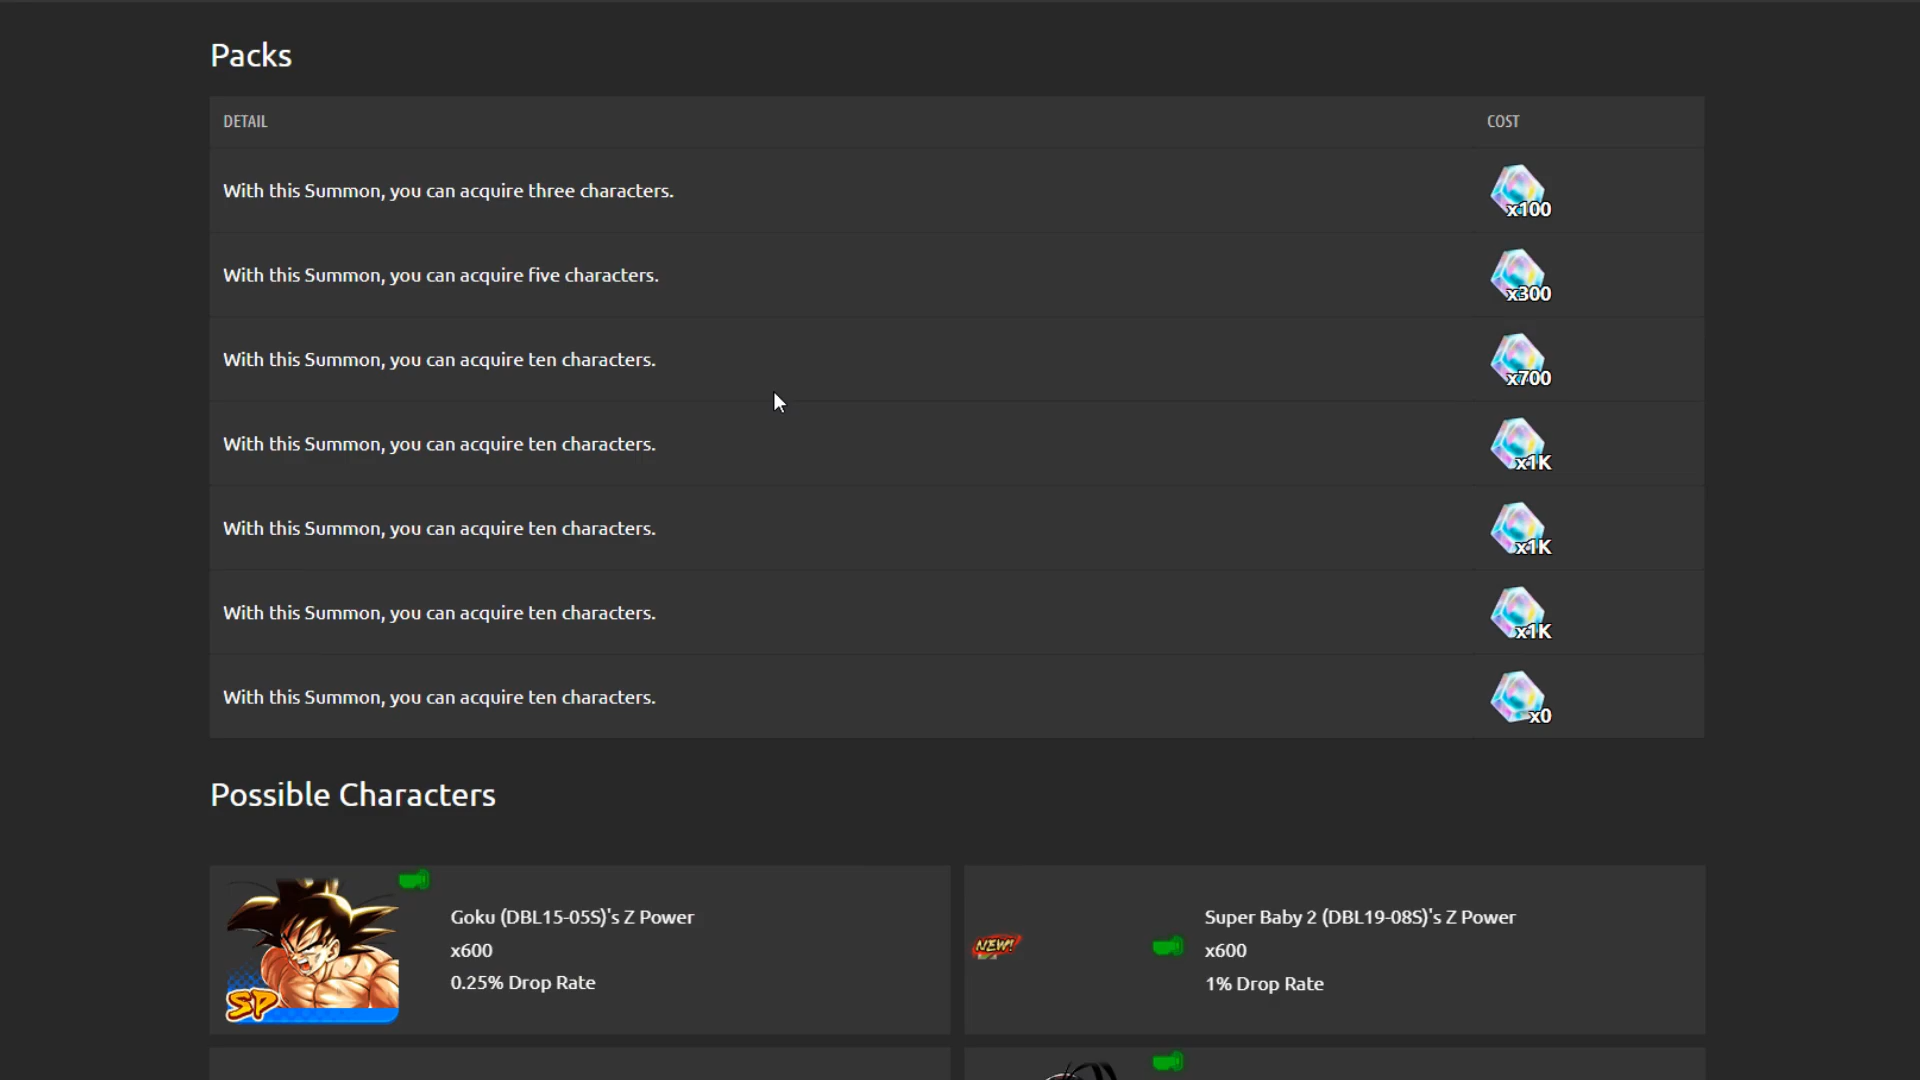 Packs
DETAIL COST
With this Summon, you can acquire three characters. x100
With this Summon, you can acquire five characters. x300
With this Summon, you can acquire ten characters. x700
With this Summon, you can acquire ten characters. x1K
With this Summon, you can acquire ten characters. x1K
With this Summon, you can acquire ten characters. x1K
With this Summon, you can acquire ten characters. x0
Possible Characters
SP
Goku (DBL15-05S)'s Z Power
x600
0.25% Drop Rate
NEW!
Super Baby 2 (DBL19-08S)'s Z Power
x600
1% Drop Rate